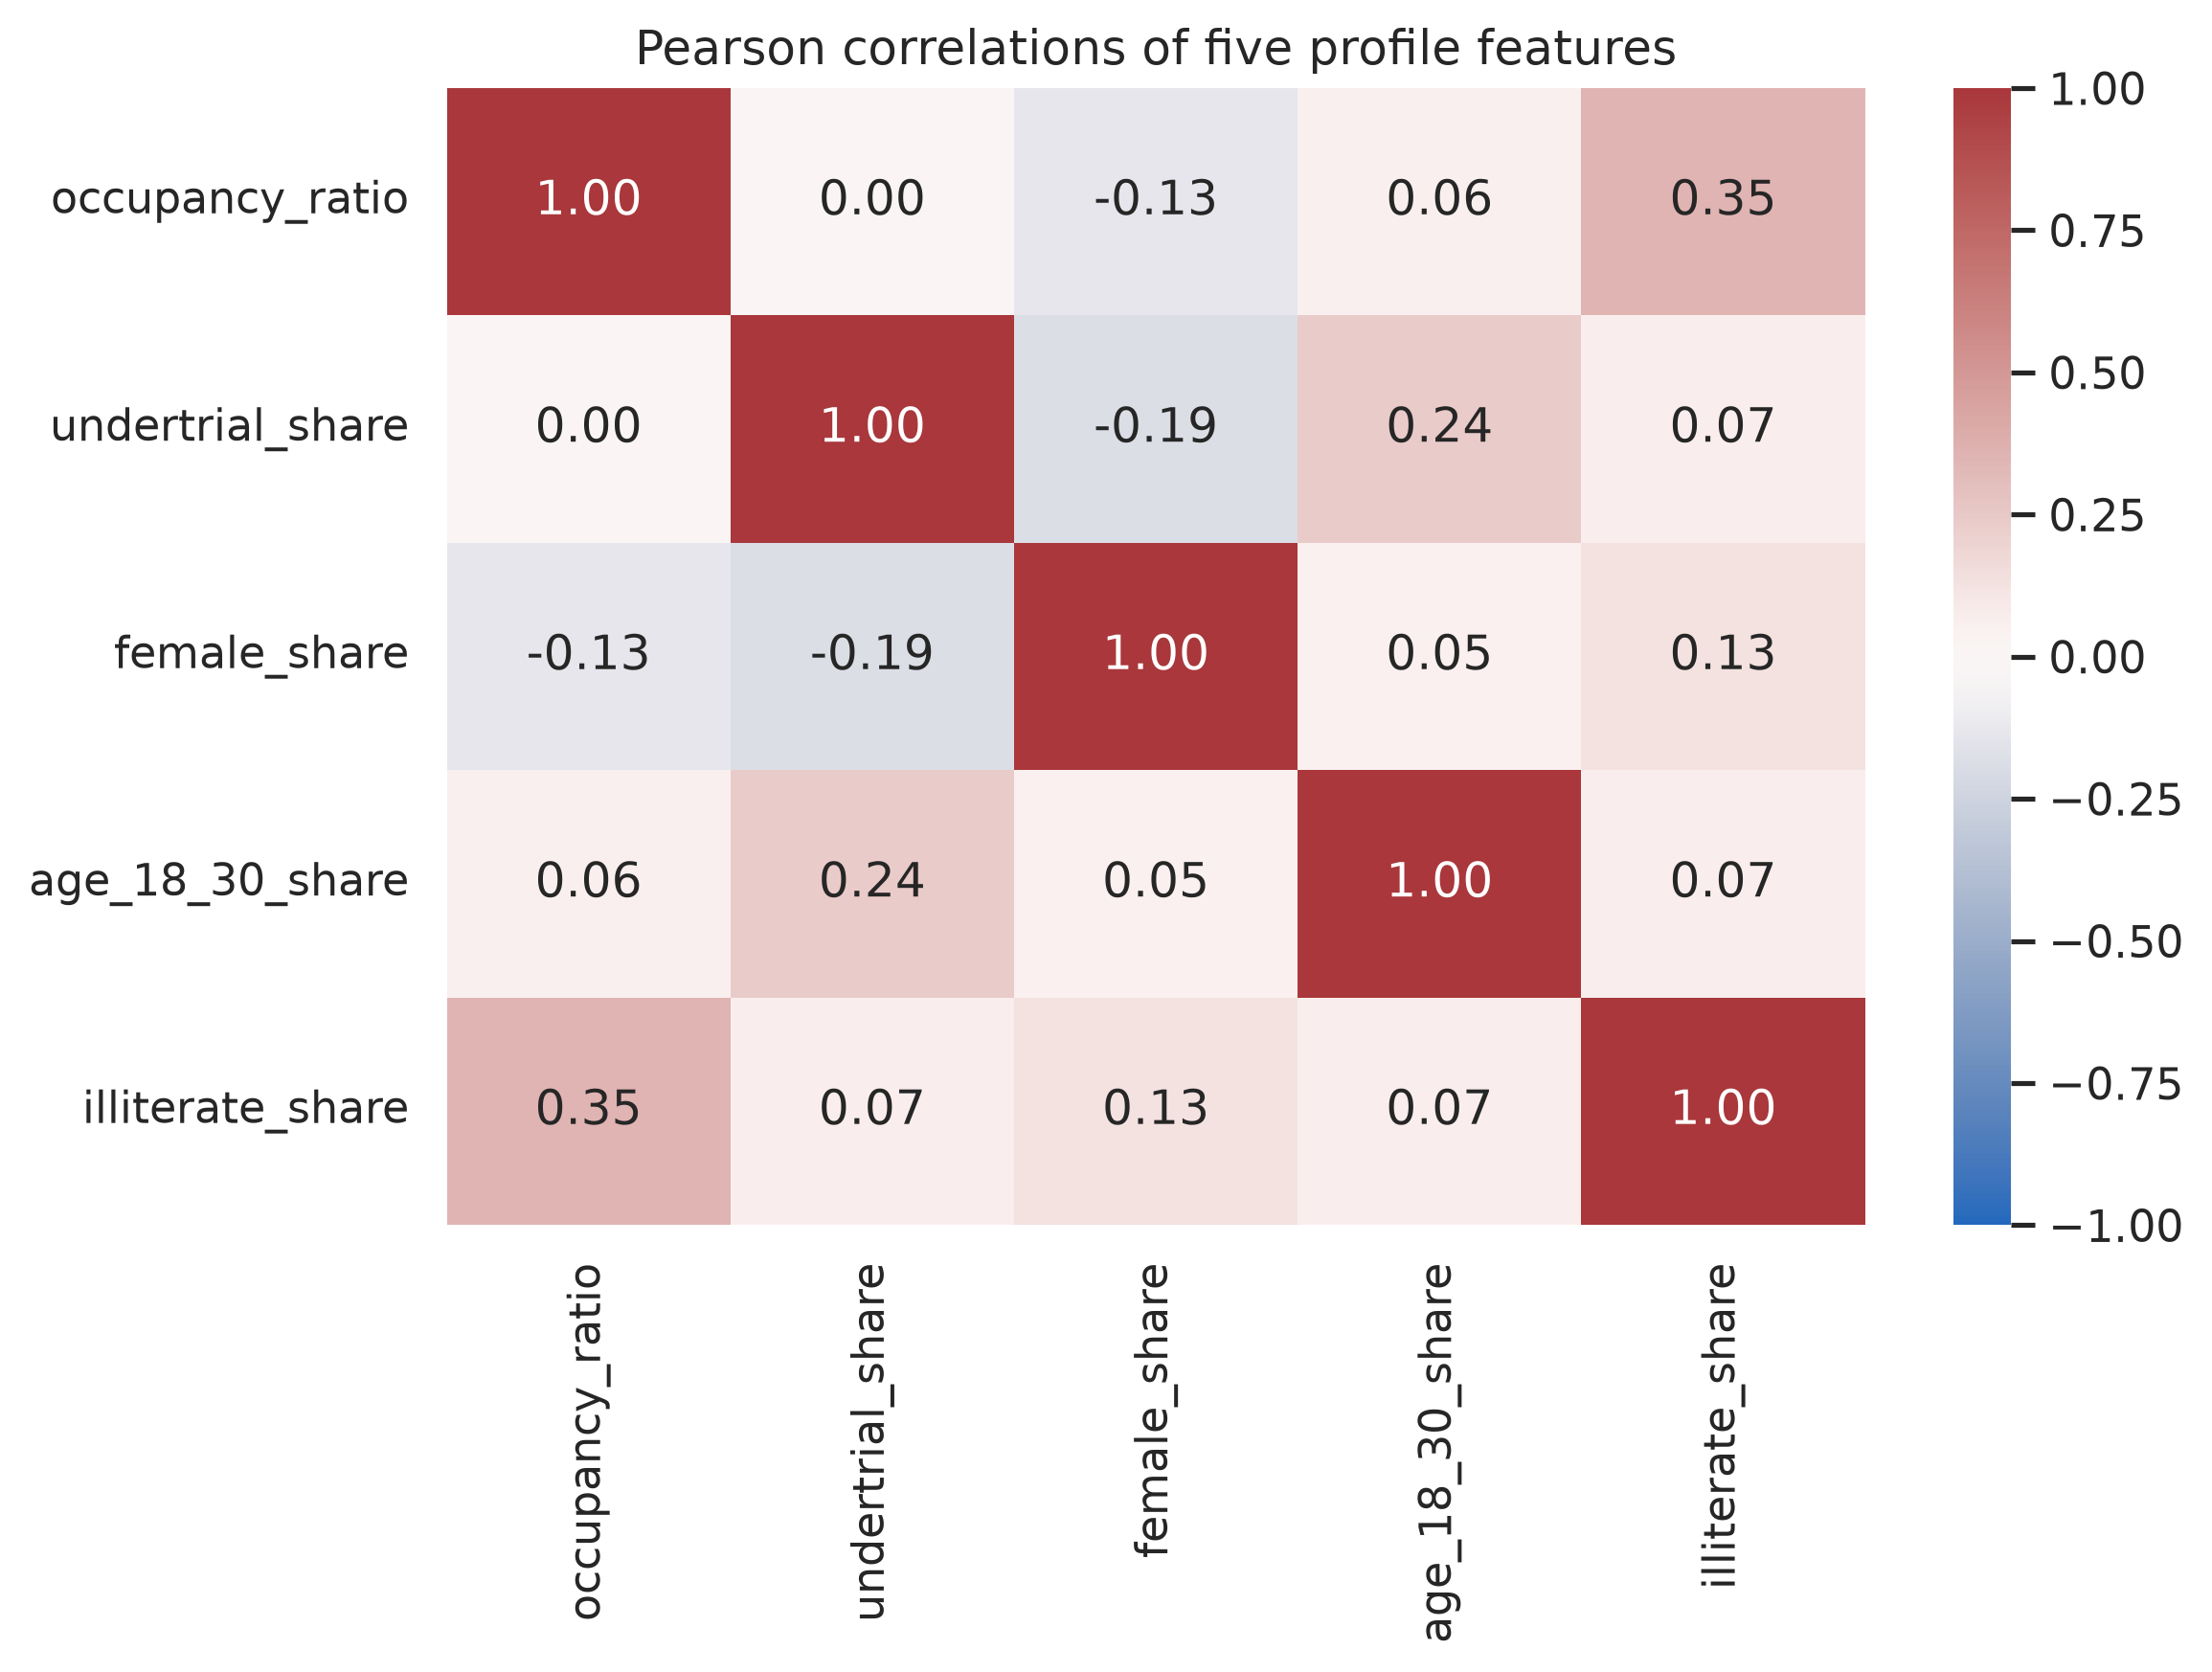 Pearson correlations of five profile features
occupancy_ratio 1.00 0.00 -0.13 0.06 0.35
undertrial_share 0.00 1.00 -0.19 0.24 0.07
female_share -0.13 -0.19 1.00 0.05 0.13
age_18_30_share 0.06 0.24 0.05 1.00 0.07
illiterate_share 0.35 0.07 0.13 0.07 1.00
occupancy_ratio
undertrial_share
female_share
age_18_30_share
illiterate_share
1.00
0.75
0.50
0.25
0.00
−0.25
−0.50
−0.75
−1.00